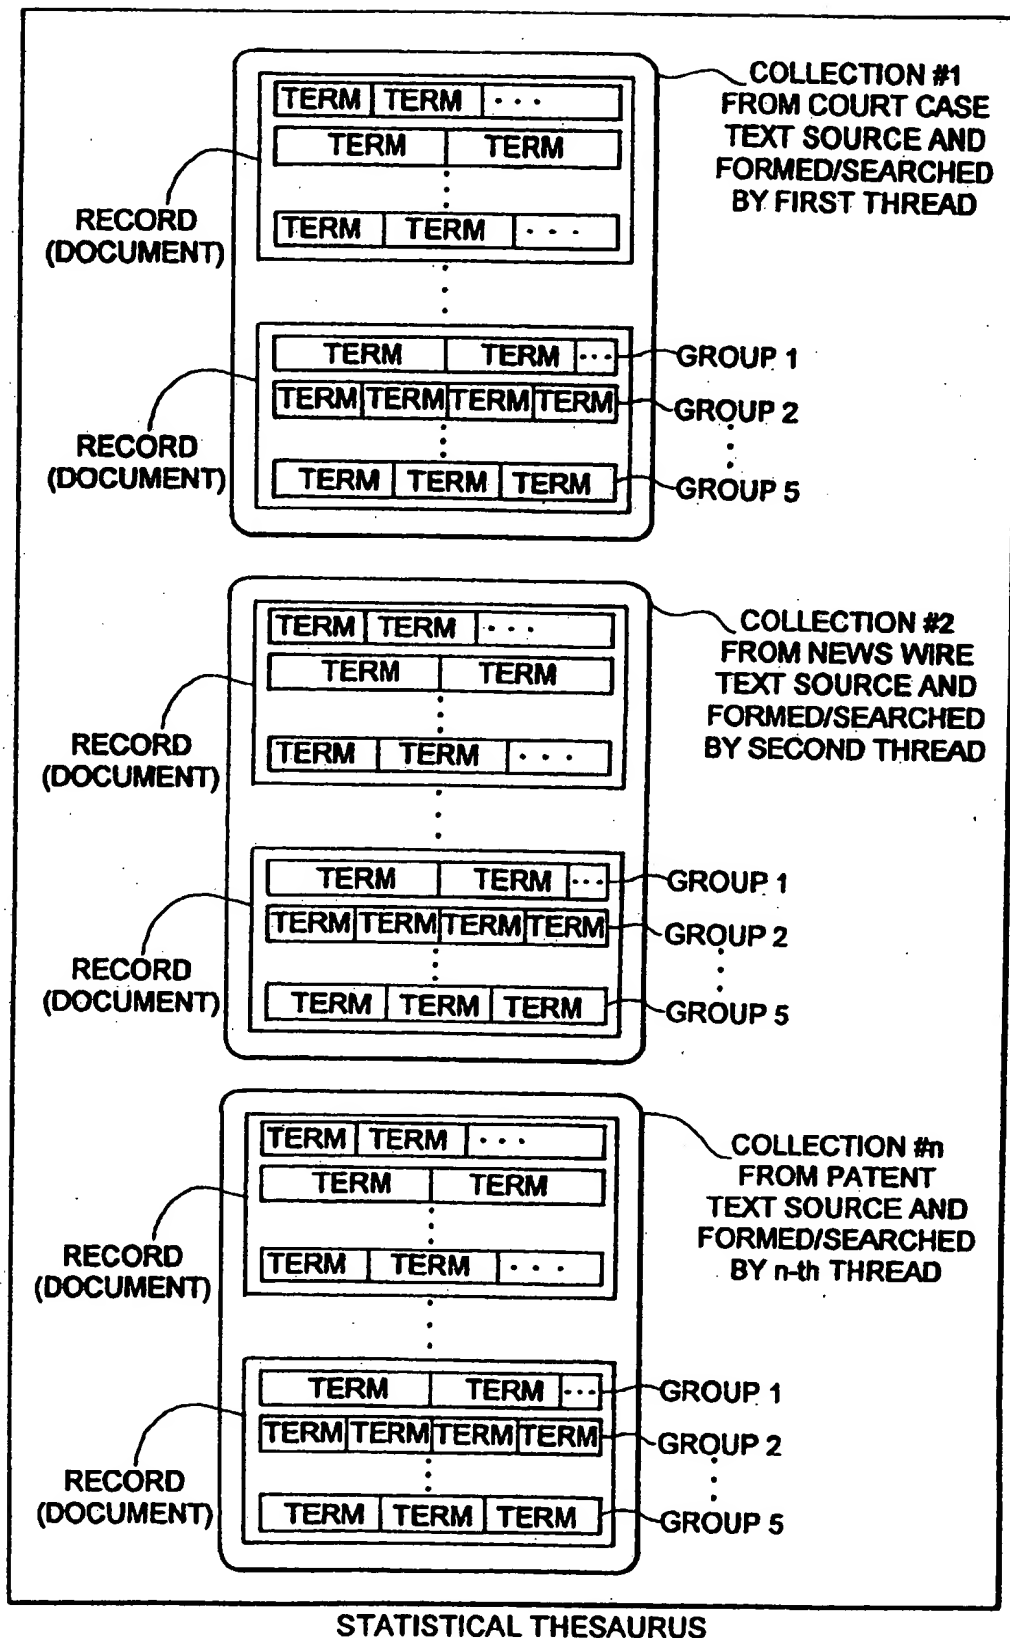 COLLECTION #1
FROM COURT CASE
TEXT SOURCE AND
FORMED/SEARCHED
BY FIRST THREAD
TERM TERM ...
TERM TERM
TERM TERM ...
RECORD
(DOCUMENT)
TERM TERM ... GROUP 1
TERM TERM TERM TERM GROUP 2
TERM TERM TERM GROUP 5
RECORD
(DOCUMENT)
COLLECTION #2
FROM NEWS WIRE
TEXT SOURCE AND
FORMED/SEARCHED
BY SECOND THREAD
TERM TERM ...
TERM TERM
TERM TERM ...
RECORD
(DOCUMENT)
TERM TERM ... GROUP 1
TERM TERM TERM TERM GROUP 2
TERM TERM TERM GROUP 5
RECORD
(DOCUMENT)
COLLECTION #n
FROM PATENT
TEXT SOURCE AND
FORMED/SEARCHED
BY n-th THREAD
TERM TERM ...
TERM TERM
TERM TERM ...
RECORD
(DOCUMENT)
TERM TERM ... GROUP 1
TERM TERM TERM TERM GROUP 2
TERM TERM TERM GROUP 5
RECORD
(DOCUMENT)
STATISTICAL THESAURUS